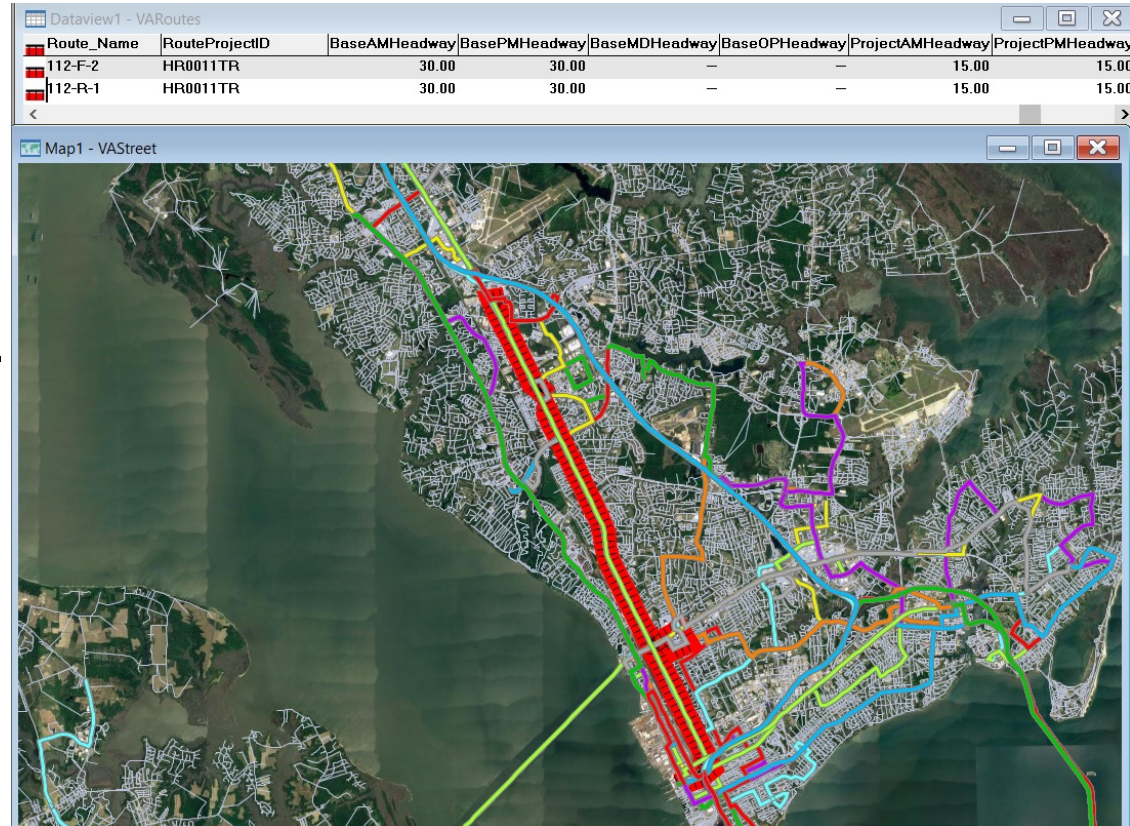 Dataview1 - VARoutes
Route_Name RouteProjectID BaseAMHeadway BasePMHeadway BaseMDHeadway BaseOPHeadway ProjectAMHeadway ProjectPMHeadway
112-F-2 HR0011TR 30.00 30.00 -- -- 15.00 15.00
112-R-1 HR0011TR 30.00 30.00 -- -- 15.00 15.00
Map1 - VAStreet